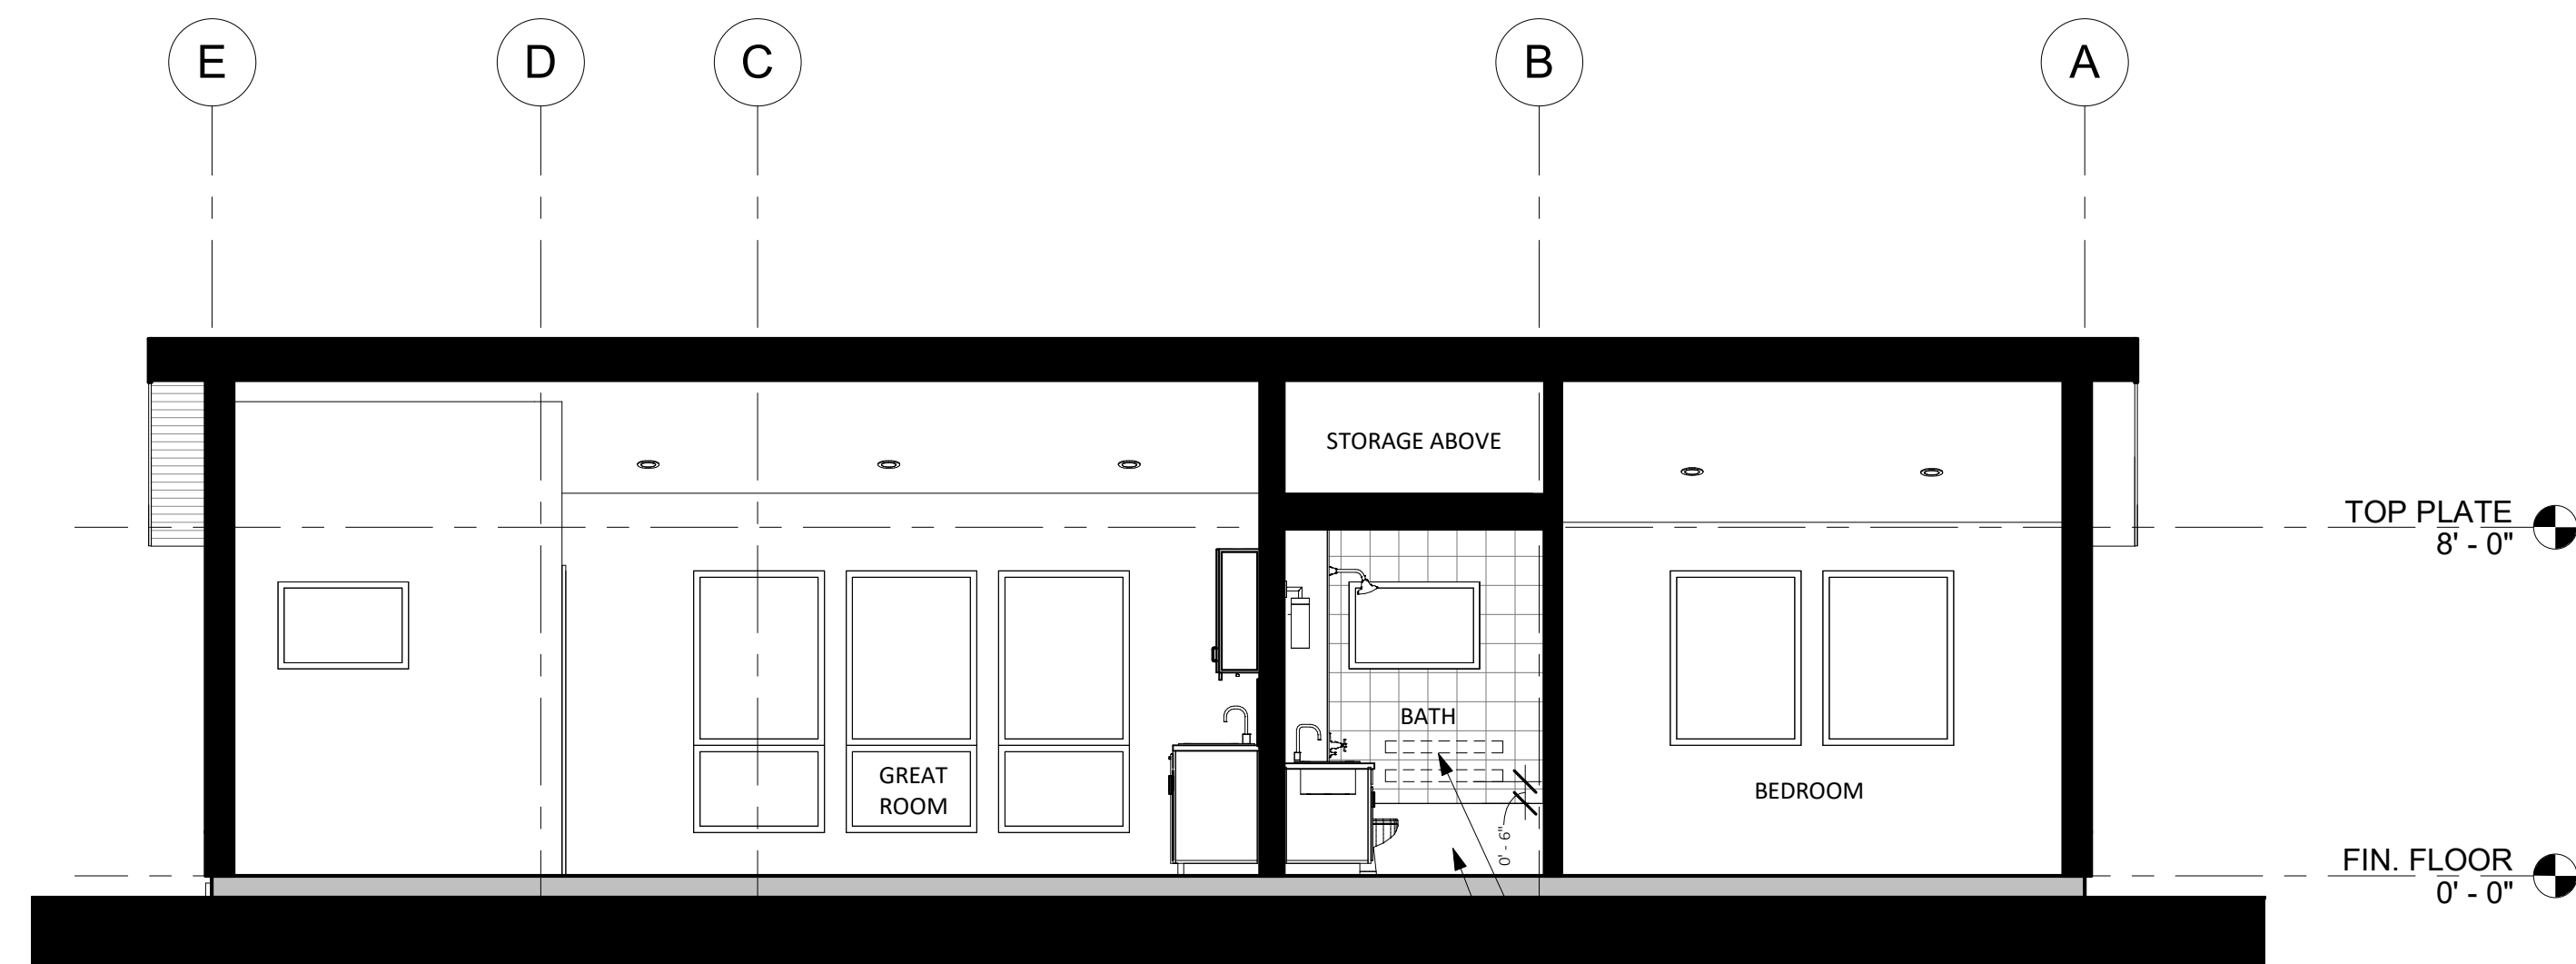 E
D
C
B
A
STORAGE ABOVE
TOP PLATE
8' - 0"
BATH
GREAT
ROOM
BEDROOM
0' - 6"
FIN. FLOOR
0' - 0"